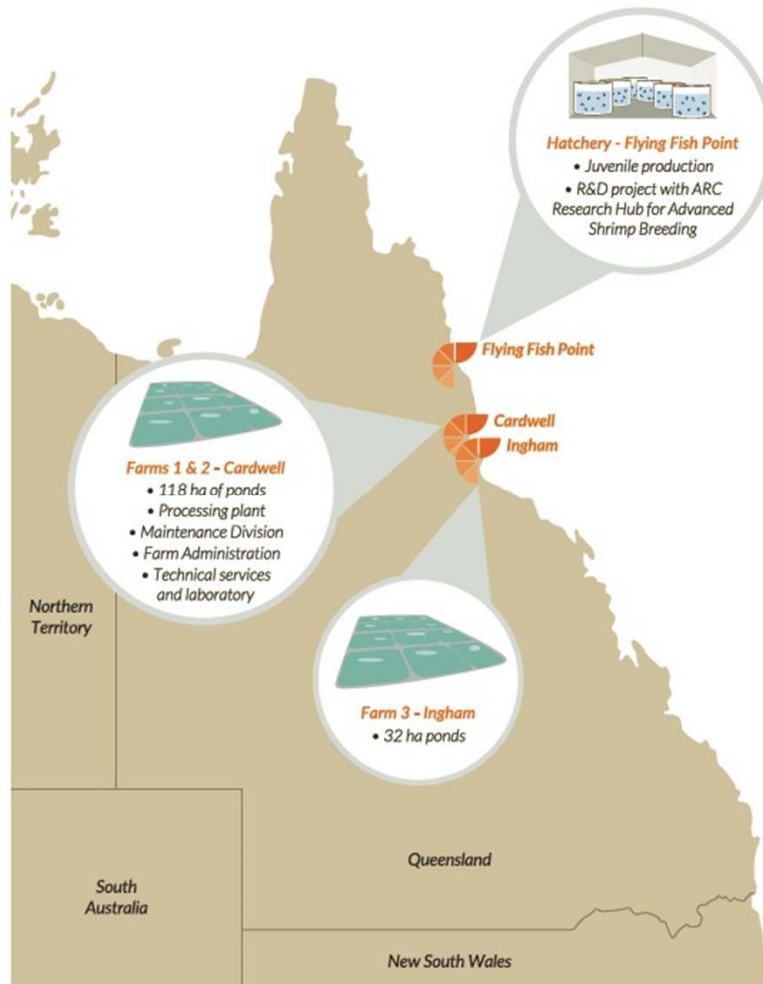 Hatchery - Flying Fish Point
• Juvenile production
• R&D project with ARC
Research Hub for Advanced
Shrimp Breeding
Flying Fish Point
Cardwell
Ingham
Farms 1 & 2 - Cardwell
• 118 ha of ponds
• Processing plant
• Maintenance Division
• Farm Administration
• Technical services
and laboratory
Northern
Territory
Farm 3 - Ingham
• 32 ha ponds
Queensland
South
Australia
New South Wales